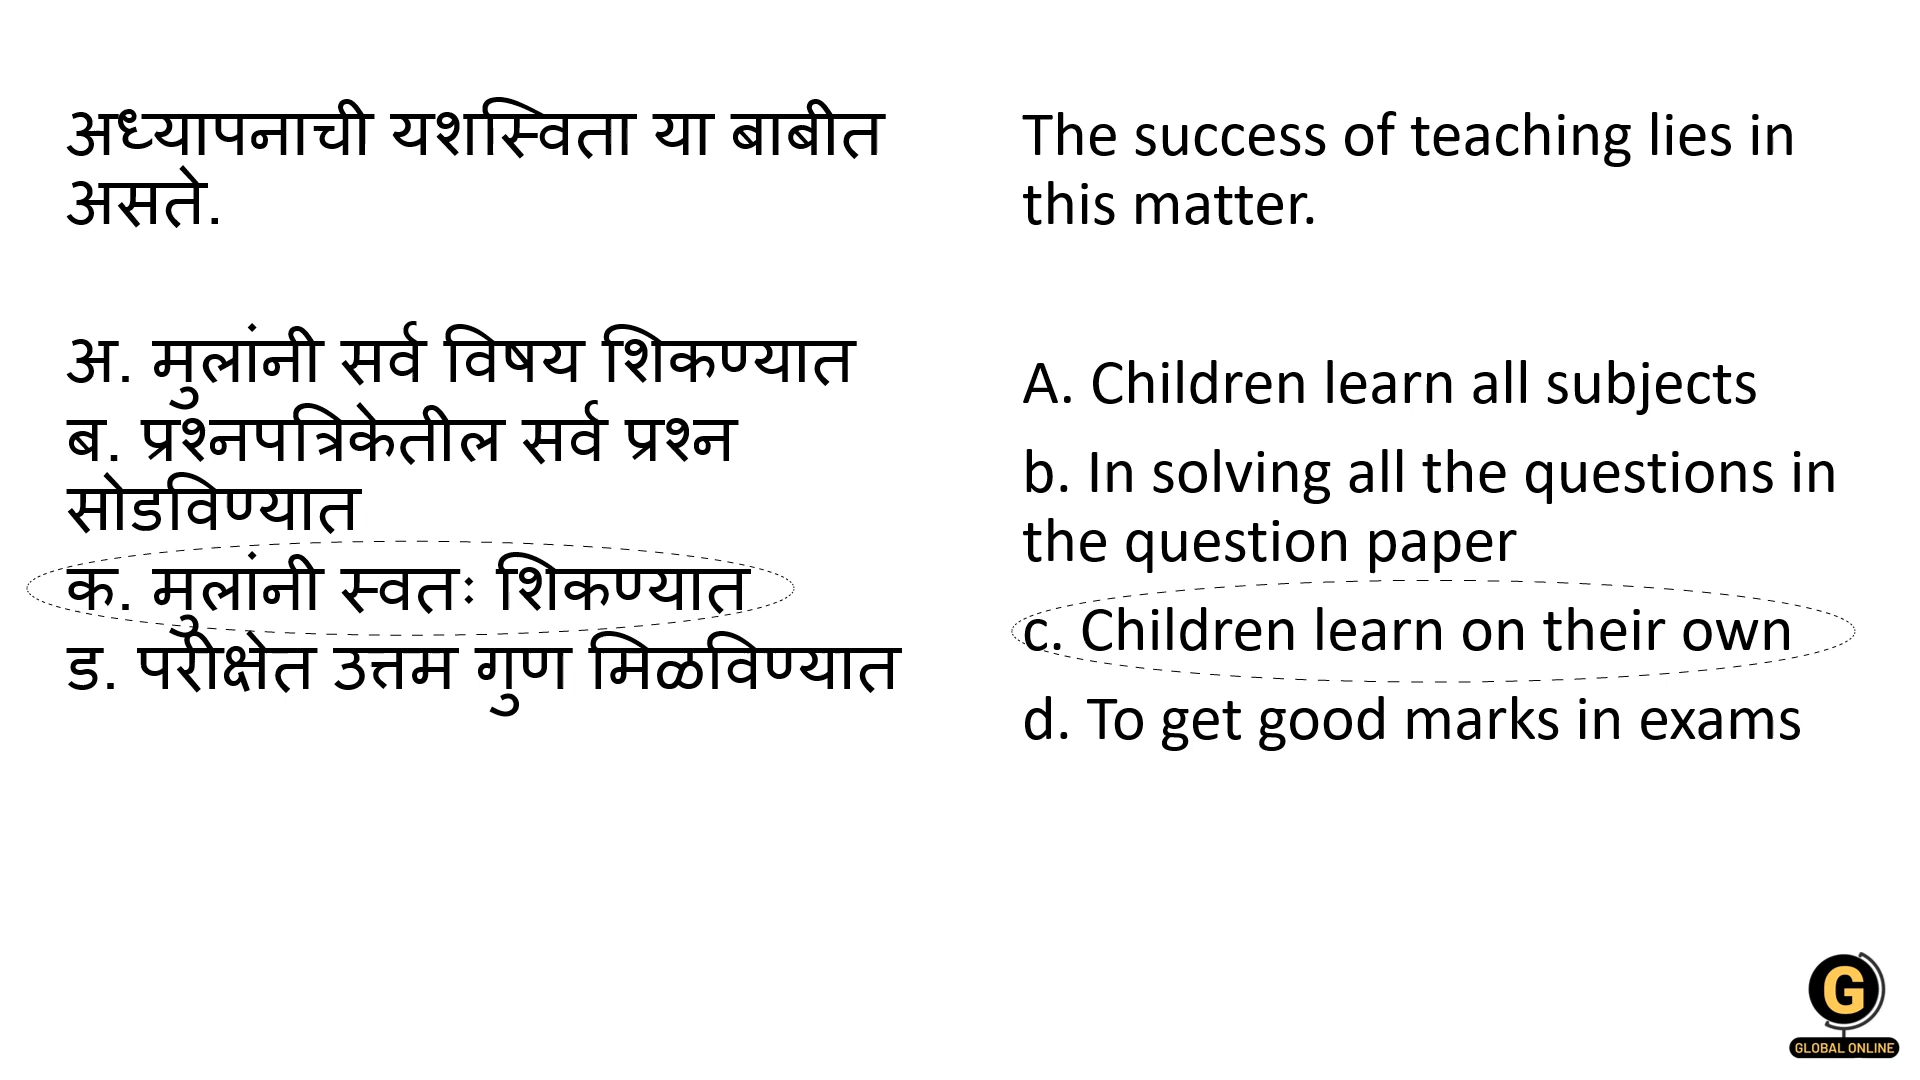 अध्यापनाची यशस्विता या बाबीत
असते.
अ. मुलांनी सर्व विषय शिकण्यात
ब. प्रश्नपत्रिकेतील सर्व प्रश्न
सोडविण्यात
क. मुलांनी स्वतः शिकण्यात
ड. परीक्षेत उत्तम गुण मिळविण्यात
The success of teaching lies in
this matter.
A. Children learn all subjects
b. In solving all the questions in
the question paper
c. Children learn on their own
d. To get good marks in exams
G
GLOBAL ONLINE